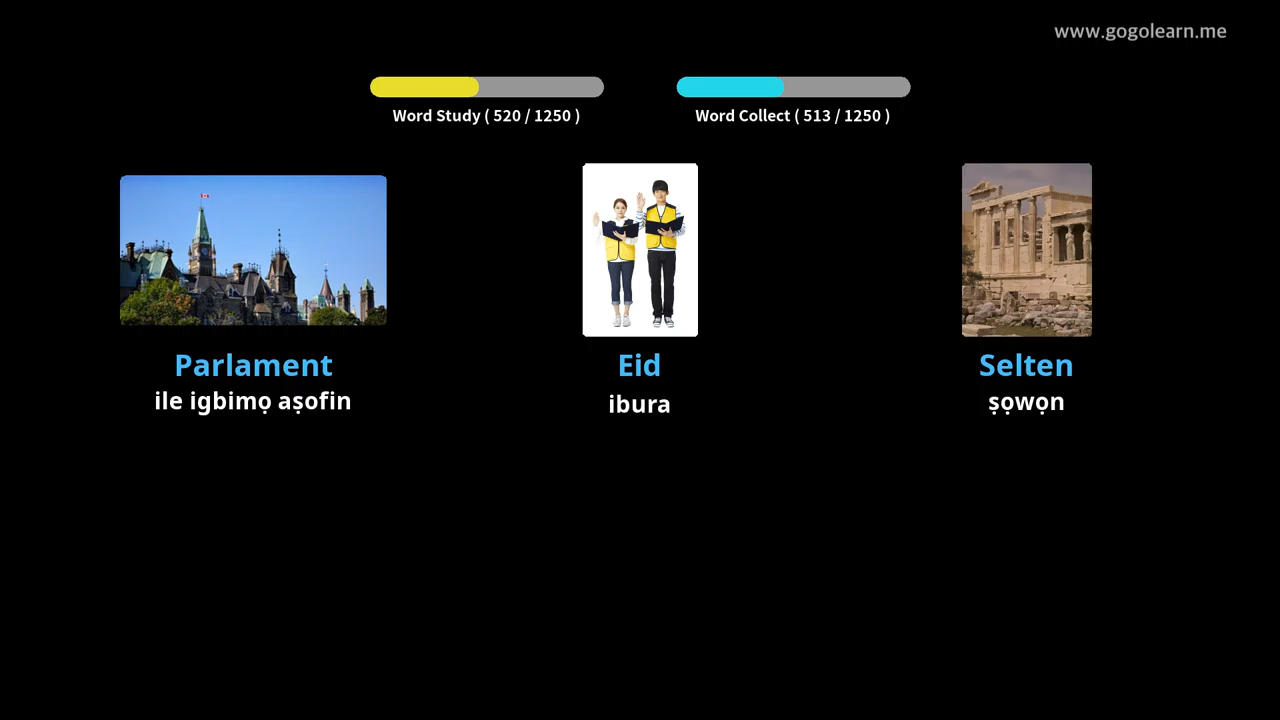 www.gogolearn.me
Word Study ( 520 / 1250 )
Word Collect ( 513 / 1250 )
Parlament
ile igbimọ aṣofin
Eid
ibura
Selten
ṣọwọn